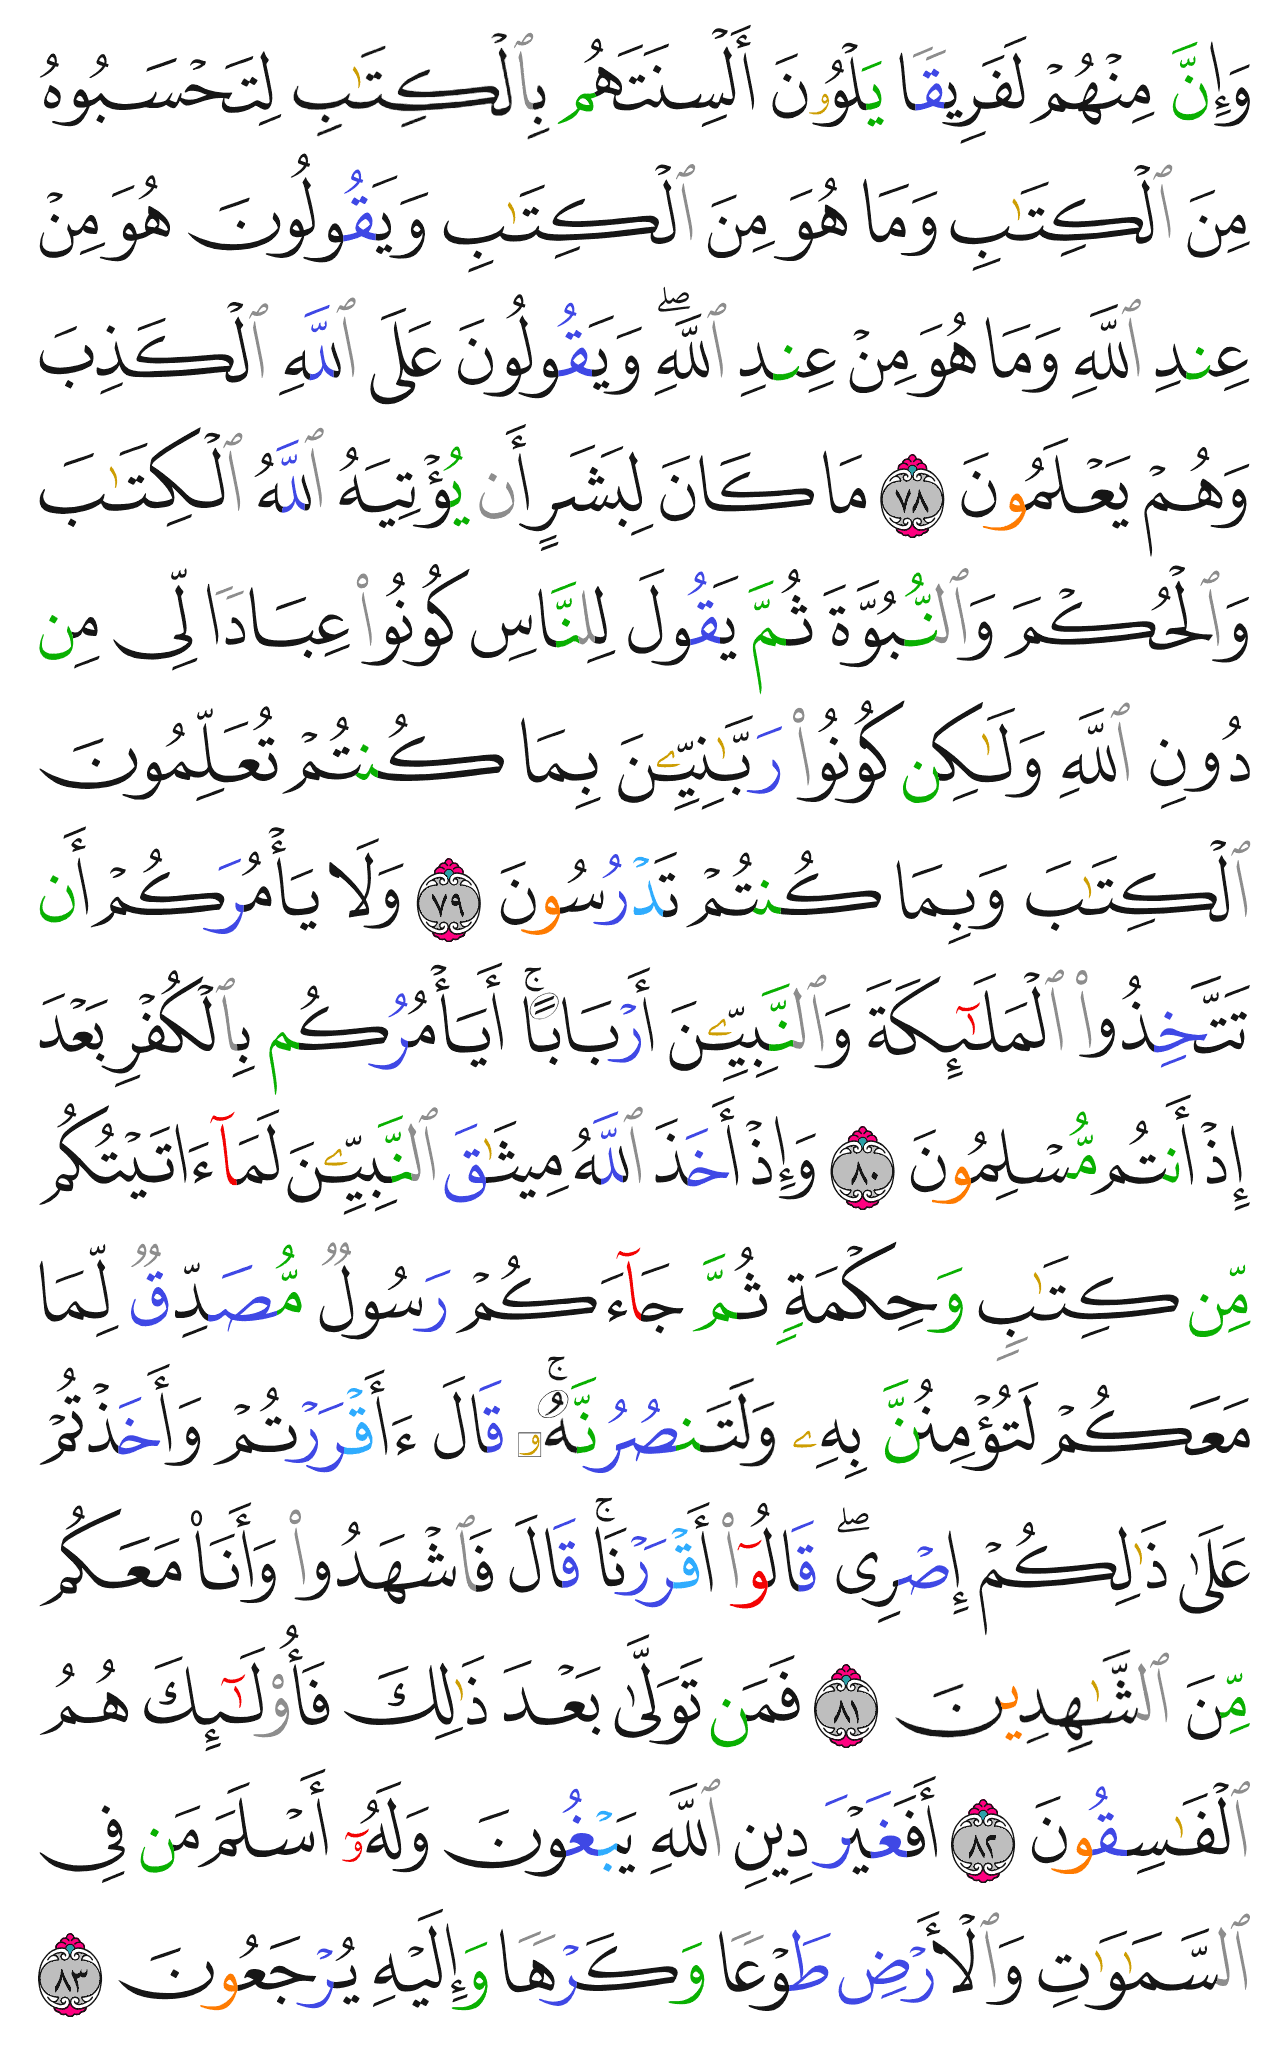 وَإِنَّ مِنۡهُمۡ لَفَرِيقٗا يَلۡوُۥنَ أَلۡسِنَتَهُم بِٱلۡكِتَٰبِ لِتَحۡسَبُوهُ
مِنَ ٱلۡكِتَٰبِ وَمَا هُوَ مِنَ ٱلۡكِتَٰبِ وَيَقُولُونَ هُوَ مِنۡ
عِندِ ٱللَّهِ وَمَا هُوَ مِنۡ عِندِ ٱللَّهِۖ وَيَقُولُونَ عَلَى ٱللَّهِ ٱلۡكَذِبَ
وَهُمۡ يَعۡلَمُونَ ٧٨ مَا كَانَ لِبَشَرٍ أَن يُؤۡتِيَهُ ٱللَّهُ ٱلۡكِتَٰبَ
وَٱلۡحُكۡمَ وَٱلنُّبُوَّةَ ثُمَّ يَقُولَ لِلنَّاسِ كُونُواْ عِبَادٗا لِّي مِن
دُونِ ٱللَّهِ وَلَٰكِن كُونُواْ رَبَّٰنِيِّـۧنَ بِمَا كُنتُمۡ تُعَلِّمُونَ
ٱلۡكِتَٰبَ وَبِمَا كُنتُمۡ تَدۡرُسُونَ ٧٩ وَلَا يَأۡمُرَكُمۡ أَن
تَتَّخِذُواْ ٱلۡمَلَٰٓئِكَةَ وَٱلنَّبِيِّـۧنَ أَرۡبَابًاۚ أَيَأۡمُرُكُم بِٱلۡكُفۡرِ بَعۡدَ
إِذۡ أَنتُم مُّسۡلِمُونَ ٨٠ وَإِذۡ أَخَذَ ٱللَّهُ مِيثَٰقَ ٱلنَّبِيِّـۧنَ لَمَآ ءَاتَيۡتُكُم
مِّن كِتَٰبٖ وَحِكۡمَةٖ ثُمَّ جَآءَكُمۡ رَسُولٞ مُّصَدِّقٞ لِّمَا
مَعَكُمۡ لَتُؤۡمِنُنَّ بِهِۦ وَلَتَنصُرُنَّهُۥۚ قَالَ ءَأَقۡرَرۡتُمۡ وَأَخَذۡتُمۡ
عَلَىٰ ذَٰلِكُمۡ إِصۡرِيۖ قَالُوٓاْ أَقۡرَرۡنَاۚ قَالَ فَٱشۡهَدُواْ وَأَنَا۠ مَعَكُم
مِّنَ ٱلشَّٰهِدِينَ ٨١ فَمَن تَوَلَّىٰ بَعۡدَ ذَٰلِكَ فَأُوْلَٰٓئِكَ هُمُ
ٱلۡفَٰسِقُونَ ٨٢ أَفَغَيۡرَ دِينِ ٱللَّهِ يَبۡغُونَ وَلَهُۥٓ أَسۡلَمَ مَن فِي
ٱلسَّمَٰوَٰتِ وَٱلۡأَرۡضِ طَوۡعٗا وَكَرۡهٗا وَإِلَيۡهِ يُرۡجَعُونَ ٨٣